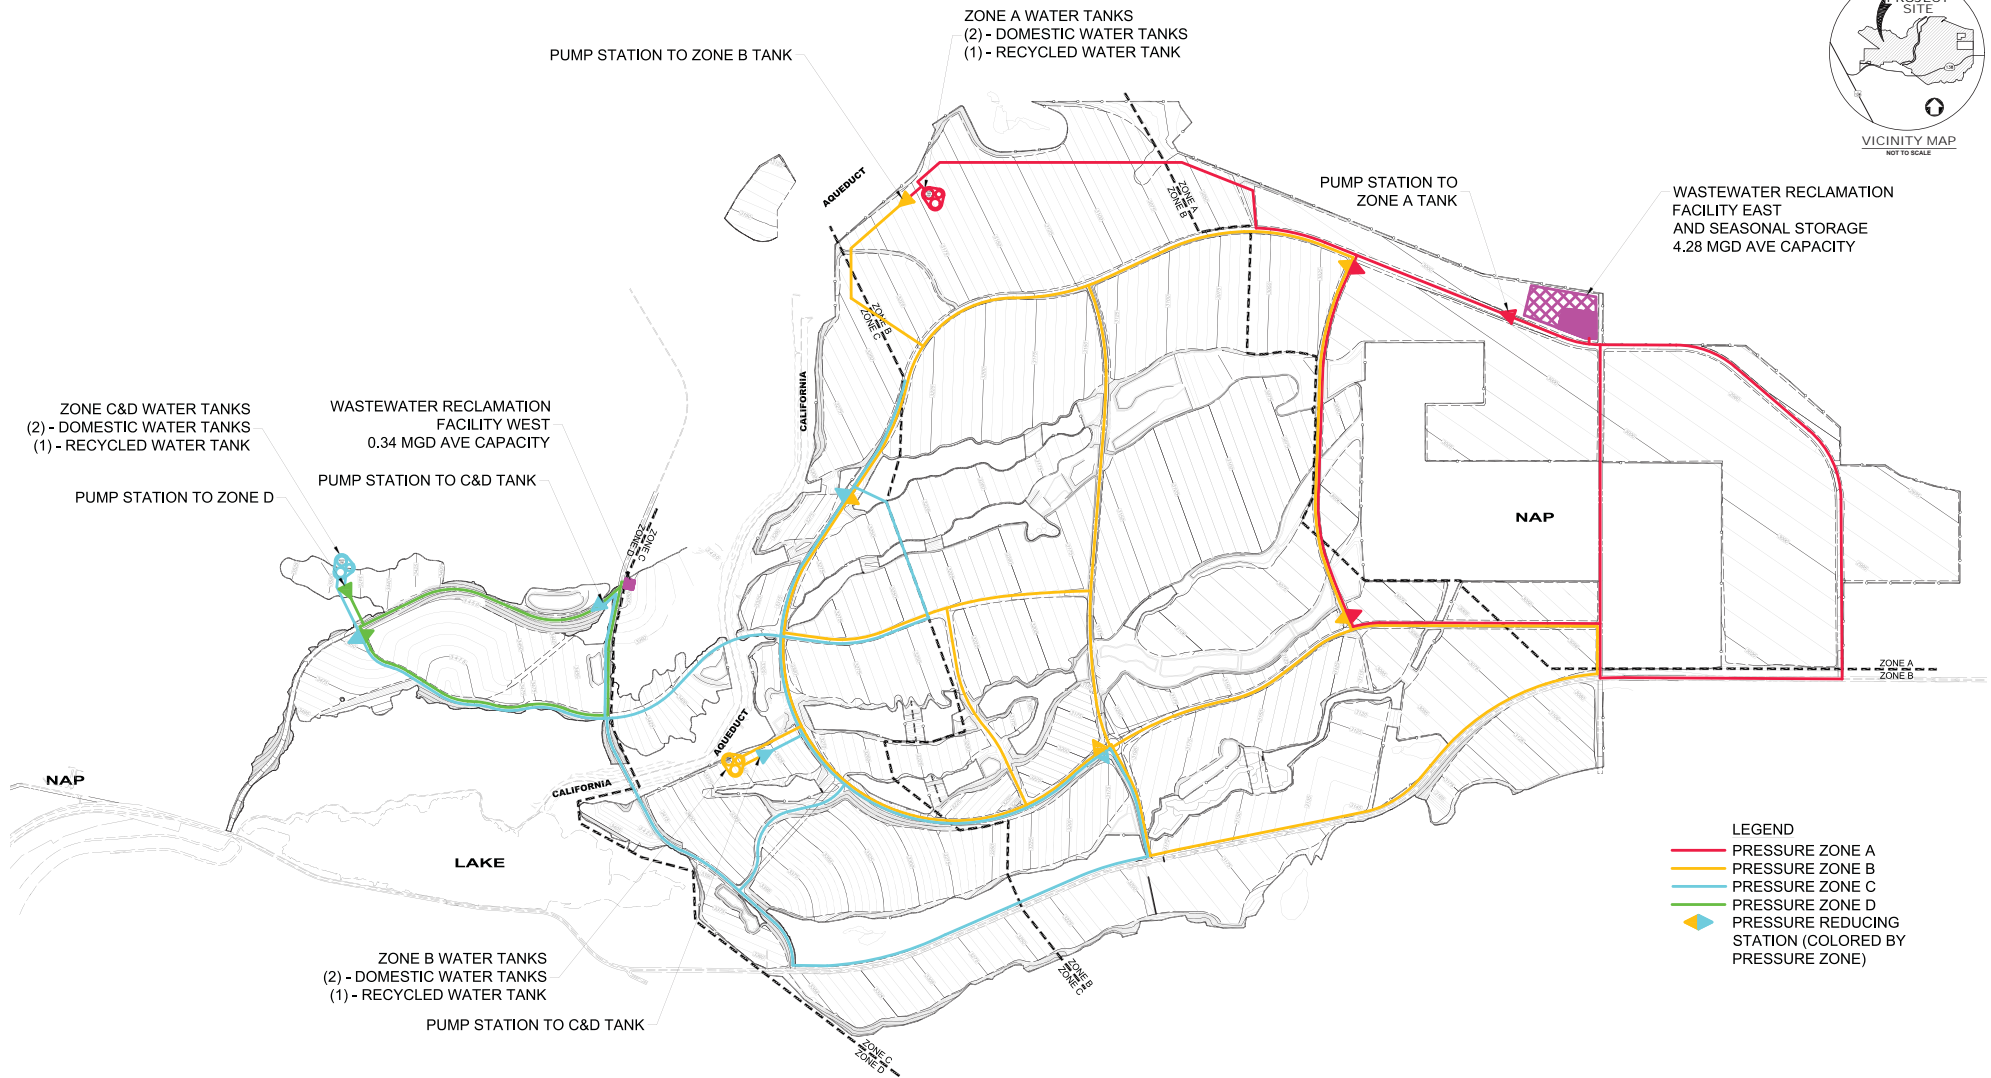 PROJECT
SITE
VICINITY MAP
NOT TO SCALE
ZONE A WATER TANKS
(2) - DOMESTIC WATER TANKS
(1) - RECYCLED WATER TANK
PUMP STATION TO ZONE B TANK
AQUEDUCT
ZONE A
ZONE B
PUMP STATION TO
ZONE A TANK
WASTEWATER RECLAMATION
FACILITY EAST
AND SEASONAL STORAGE
4.28 MGD AVE CAPACITY
ZONE B
ZONE C
CALIFORNIA
ZONE C&D WATER TANKS
(2) - DOMESTIC WATER TANKS
(1) - RECYCLED WATER TANK
WASTEWATER RECLAMATION
FACILITY WEST
0.34 MGD AVE CAPACITY
PUMP STATION TO C&D TANK
PUMP STATION TO ZONE D
ZONE C
ZONE D
NAP
ZONE A
ZONE B
AQUEDUCT
CALIFORNIA
NAP
LAKE
LEGEND
PRESSURE ZONE A
PRESSURE ZONE B
PRESSURE ZONE C
PRESSURE ZONE D
PRESSURE REDUCING
STATION (COLORED BY
PRESSURE ZONE)
ZONE B WATER TANKS
(2) - DOMESTIC WATER TANKS
(1) - RECYCLED WATER TANK
PUMP STATION TO C&D TANK
ZONE B
ZONE C
ZONE C
ZONE D